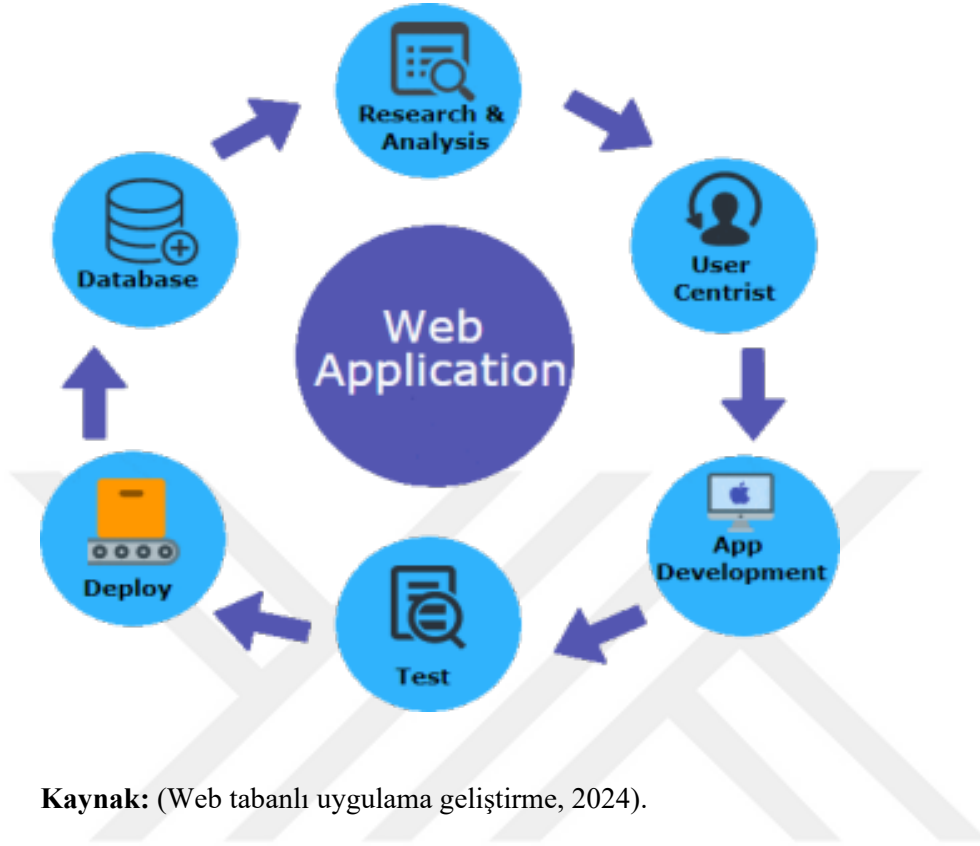 Research &
Analysis
User
Centrist
App
Development
Test
Deploy
Database
Web
Application
Kaynak: (Web tabanlı uygulama geliştirme, 2024).